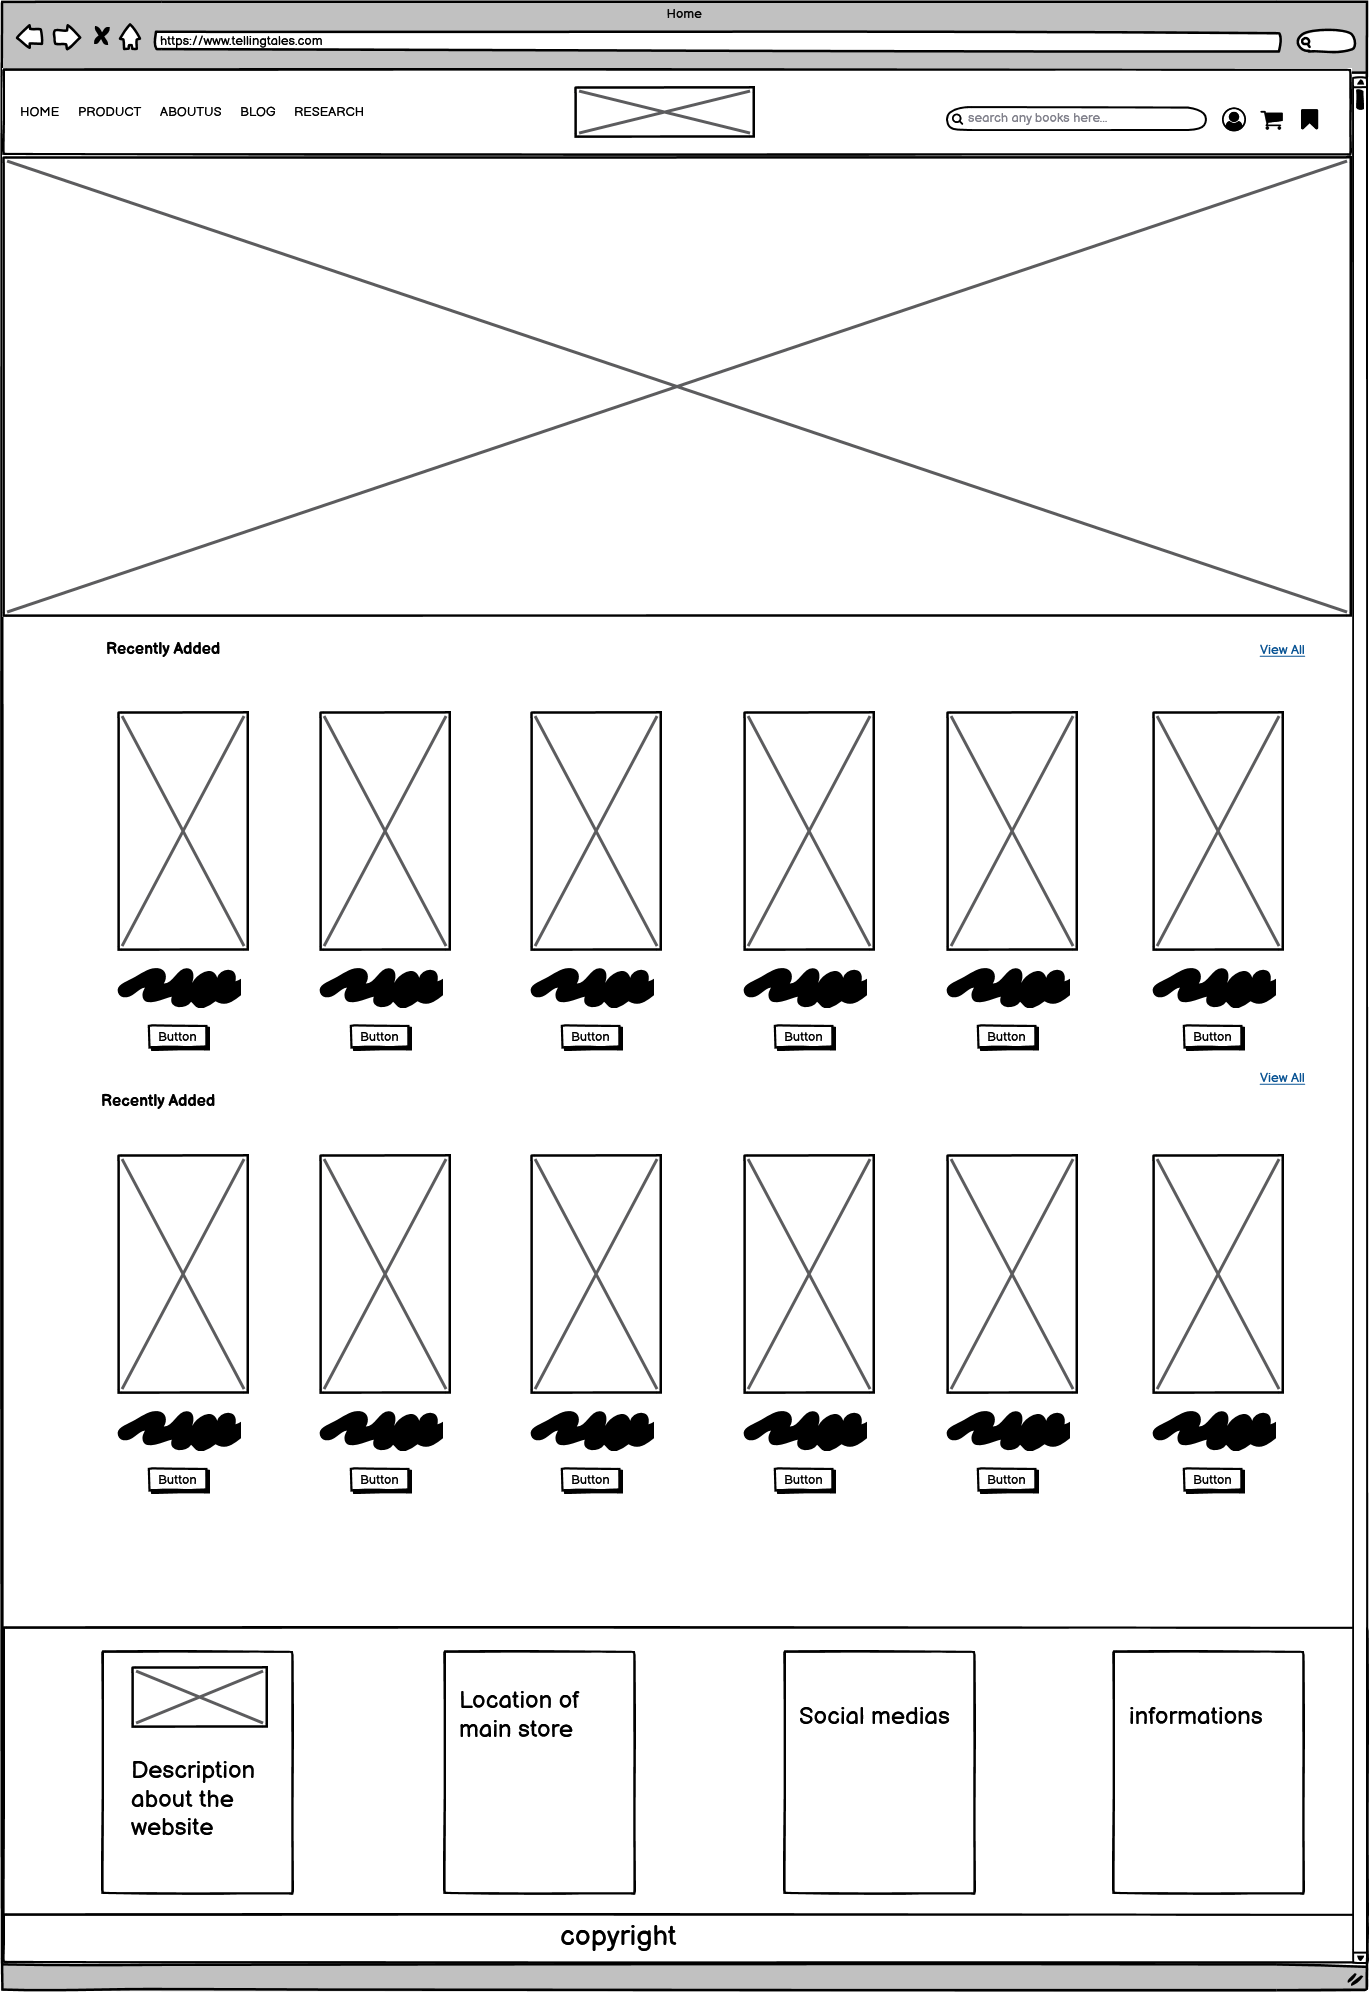 Home
https://www.tellingtales.com
HOME PRODUCT ABOUTUS BLOG RESEARCH
search any books here...
Recently Added
View All
Button Button Button Button Button Button
View All
Recently Added
Button Button Button Button Button Button
Description
about the
website
Location of
main store
Social medias
informations
copyright